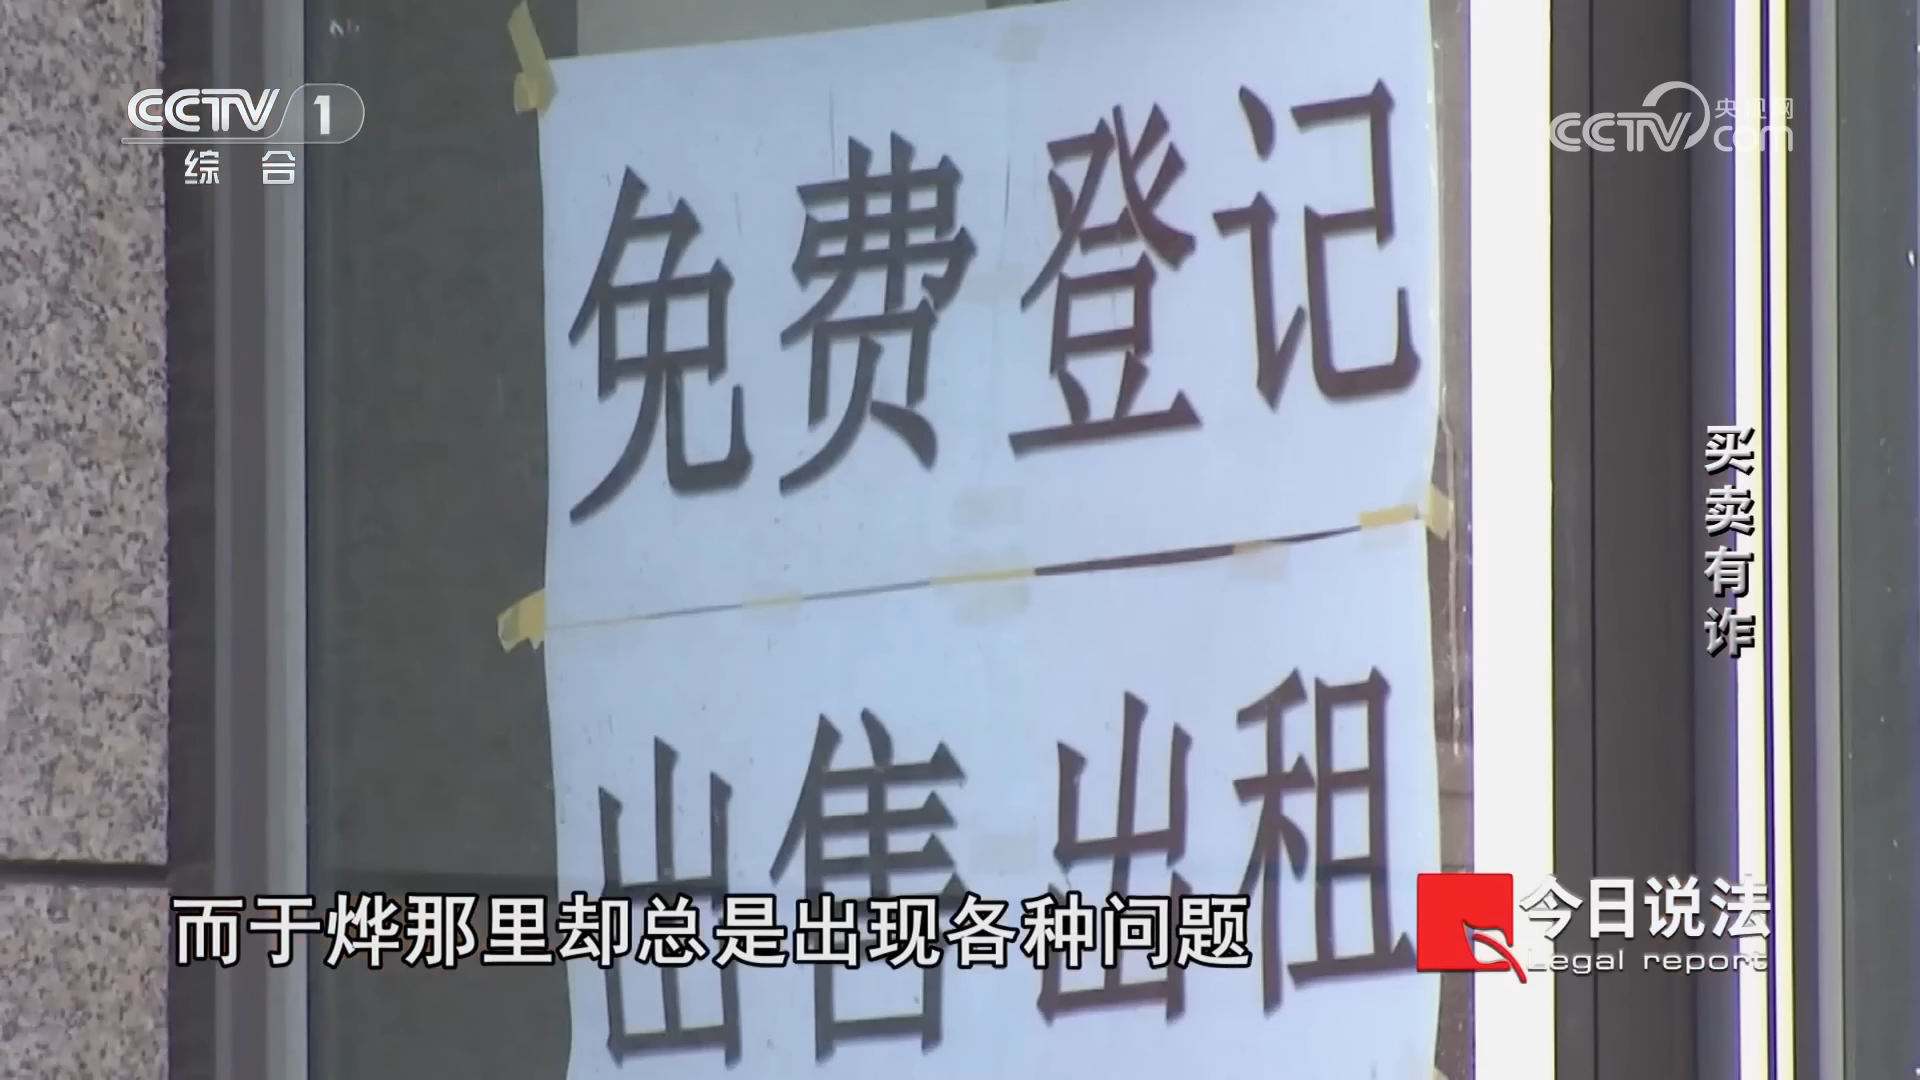 CCTV 1
综合
央视网
CCTV.com
免费登记
出售出租
买卖有诈
而于烨那里却总是出现各种问题
今日说法
Legal report